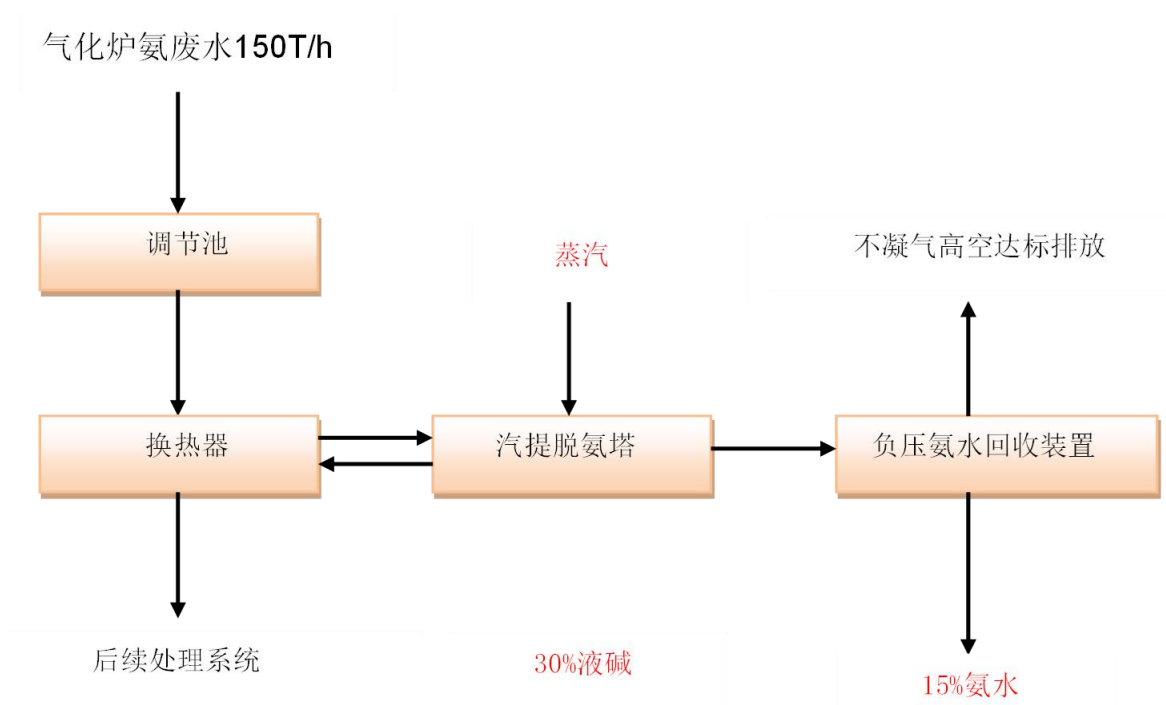 气化炉氨废水150T/h
调节池
蒸汽
不凝气高空达标排放
换热器
汽提脱氨塔
负压氨水回收装置
后续处理系统
30%液碱
15%氨水